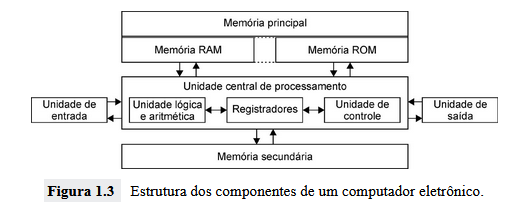 Memória principal
Memória RAM
Memória ROM
Unidade central de processamento
Unidade de
entrada
Unidade lógica
e aritmética
Registradores
Unidade de
controle
Unidade de
saída
Memória secundária
Figura 1.3 Estrutura dos componentes de um computador eletrônico.